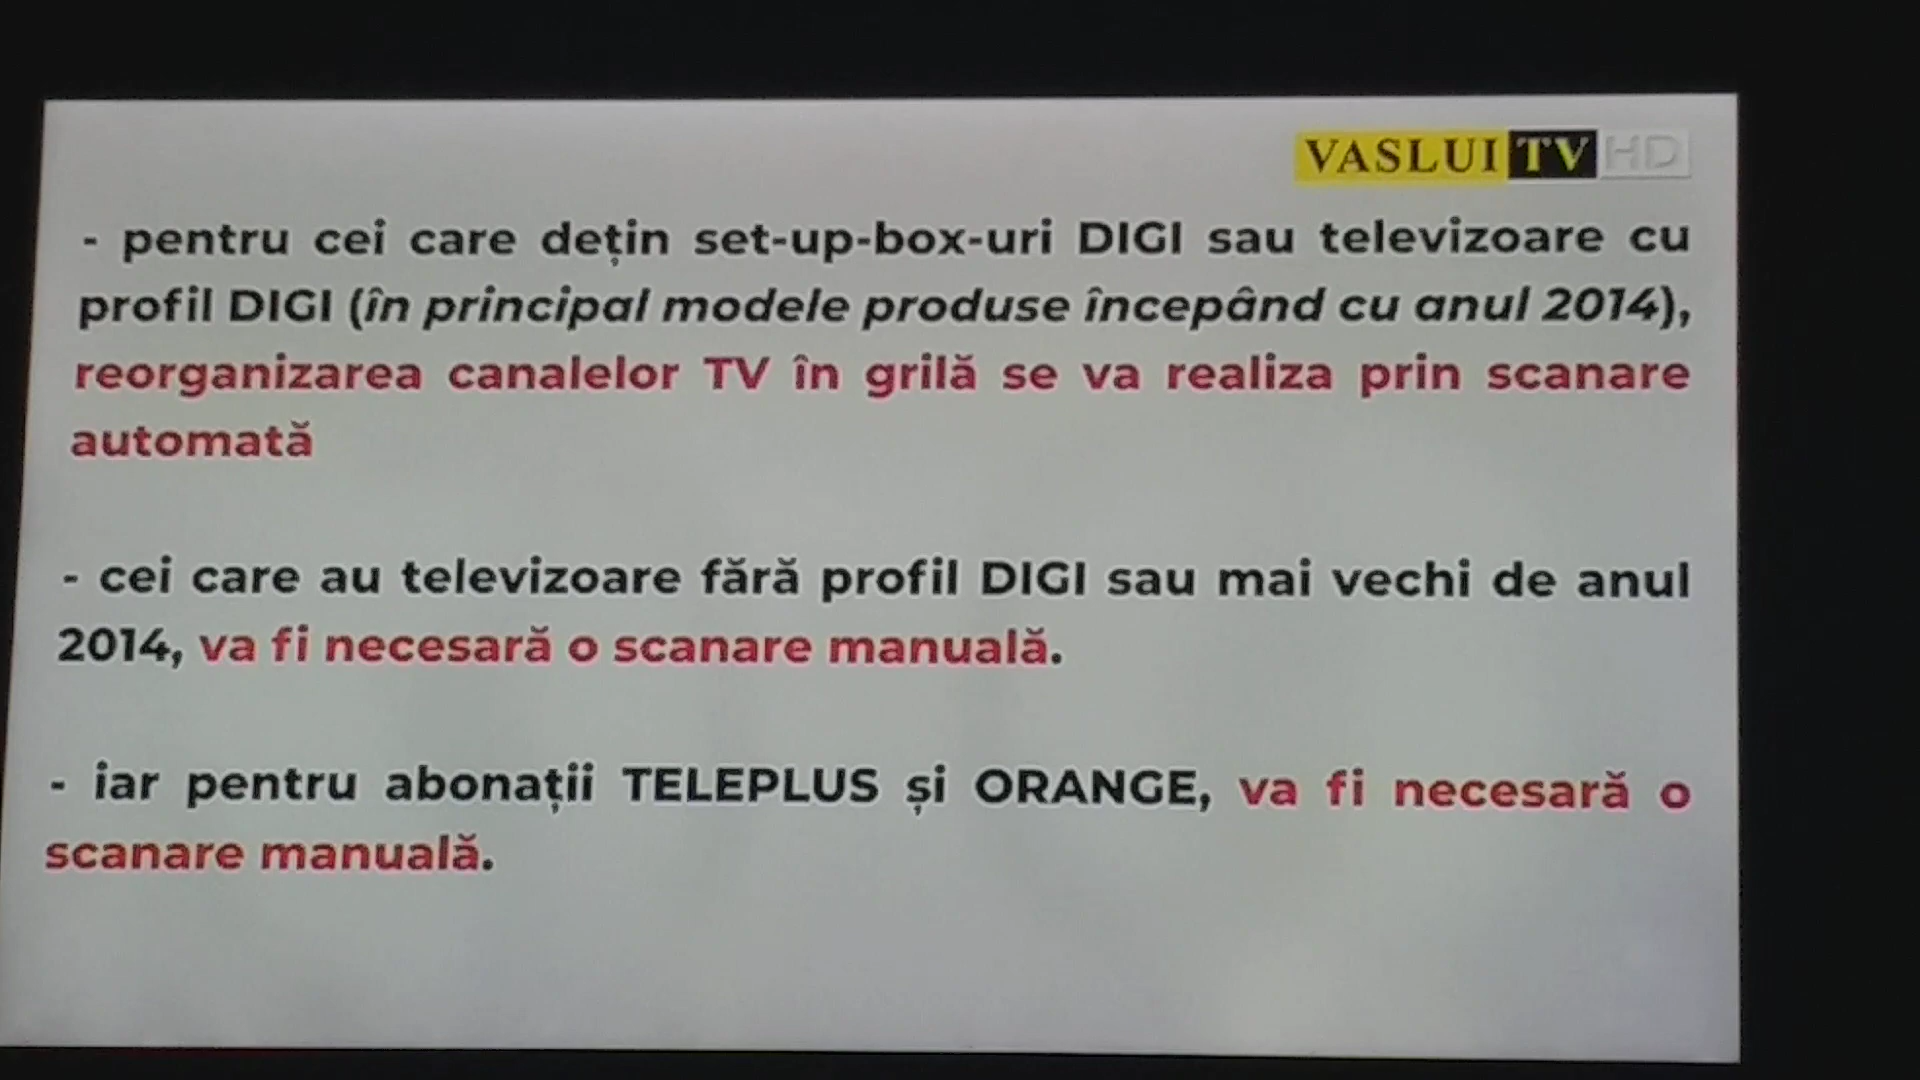 VASLUI TV HD
- pentru cei care dețin set-up-box-uri DIGI sau televizoare cu
profil DIGI (în principal modele produse începând cu anul 2014),
reorganizarea canalelor TV în grilă se va realiza prin scanare
automată
- cei care au televizoare fără profil DIGI sau mai vechi de anul
2014, va fi necesară o scanare manuală.
- iar pentru abonații TELEPLUS și ORANGE, va fi necesară o
scanare manuală.